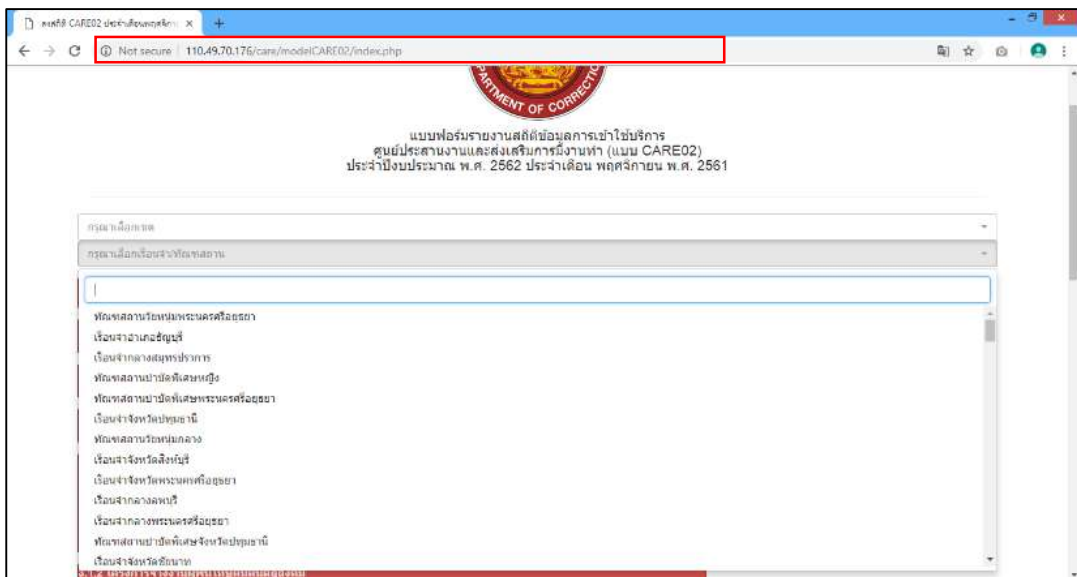 ลงสถิติ CARE02 ประจำเดือนพฤศจิกา
Not secure 110.49.70.176/care/modelCARE02/index.php
DEPARTMENT OF CORRE
แบบฟอร์มรายงานสถิติข้อมูลการเข้าใช้บริการ
ศูนย์ประสานงานและส่งเสริมการมีงานทำ (แบบ CARE02)
ประจำปีงบประมาณ พ.ศ. 2562 ประจำเดือน พฤศจิกายน พ.ศ. 2561
กรุณาเลือกเขต
กรุณาเลือกเรือนจำ/ทัณฑสถาน
ทัณฑสถานวัยหนุ่มพระนครศรีอยุธยา
เรือนจำอำเภอธัญบุรี
เรือนจำกลางสมุทรปราการ
ทัณฑสถานบำบัดพิเศษหญิง
ทัณฑสถานบำบัดพิเศษพระนครศรีอยุธยา
เรือนจำจังหวัดปทุมธานี
ทัณฑสถานวัยหนุ่มกลาง
เรือนจำจังหวัดสิงห์บุรี
เรือนจำจังหวัดพระนครศรีอยุธยา
เรือนจำกลางลพบุรี
เรือนจำกลางพระนครศรีอยุธยา
ทัณฑสถานบำบัดพิเศษจังหวัดปทุมธานี
เรือนจำจังหวัดชัยนาท